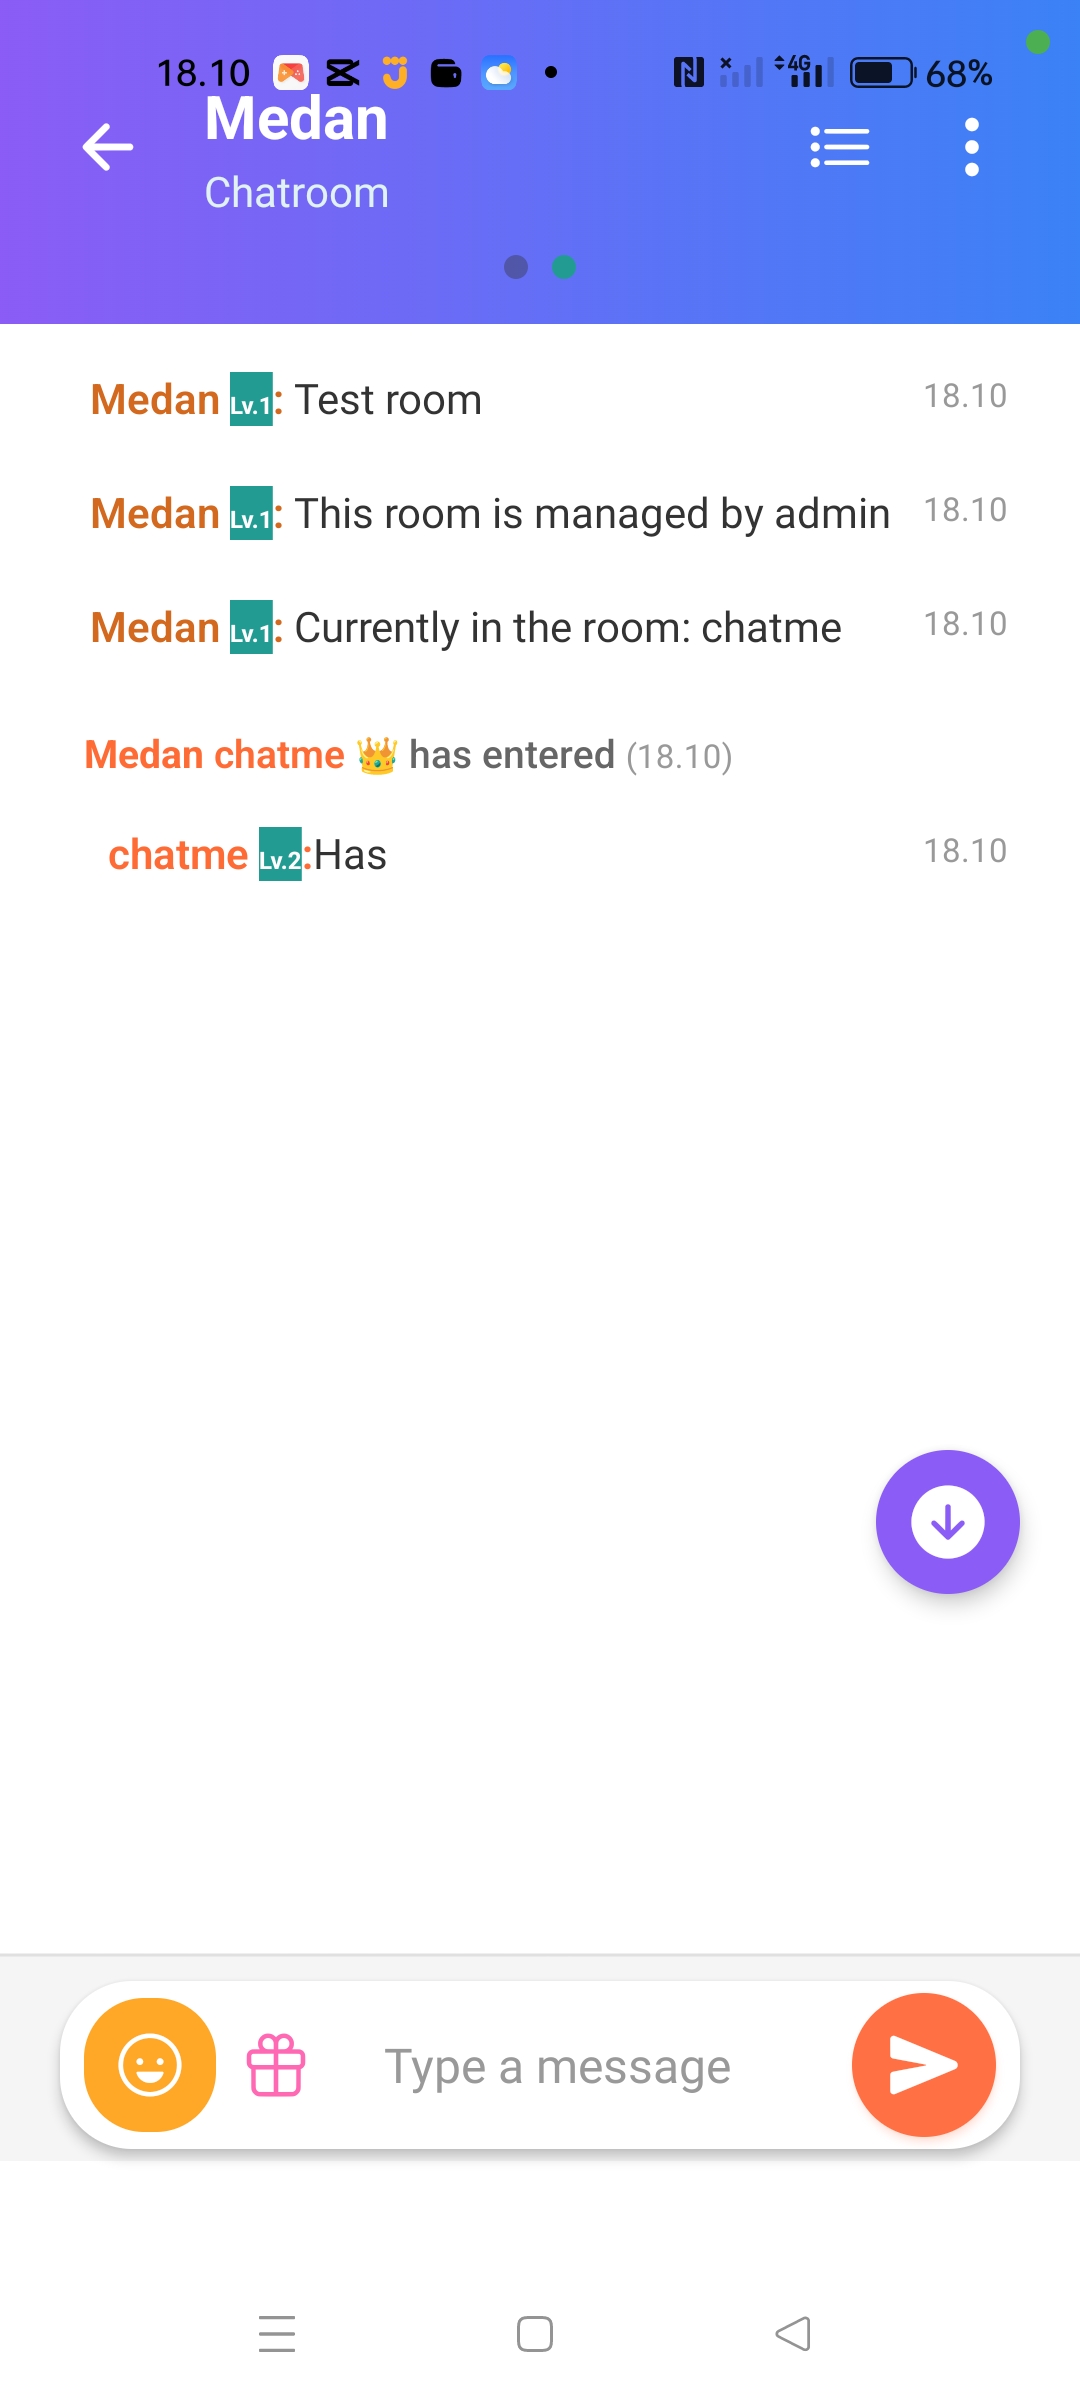 18.10 4G 68%
Medan
Chatroom
Medan Lv.1: Test room 18.10
Medan Lv.1: This room is managed by admin 18.10
Medan Lv.1: Currently in the room: chatme 18.10
Medan chatme 👑 has entered (18.10)
chatme Lv.2:Has 18.10
Type a message